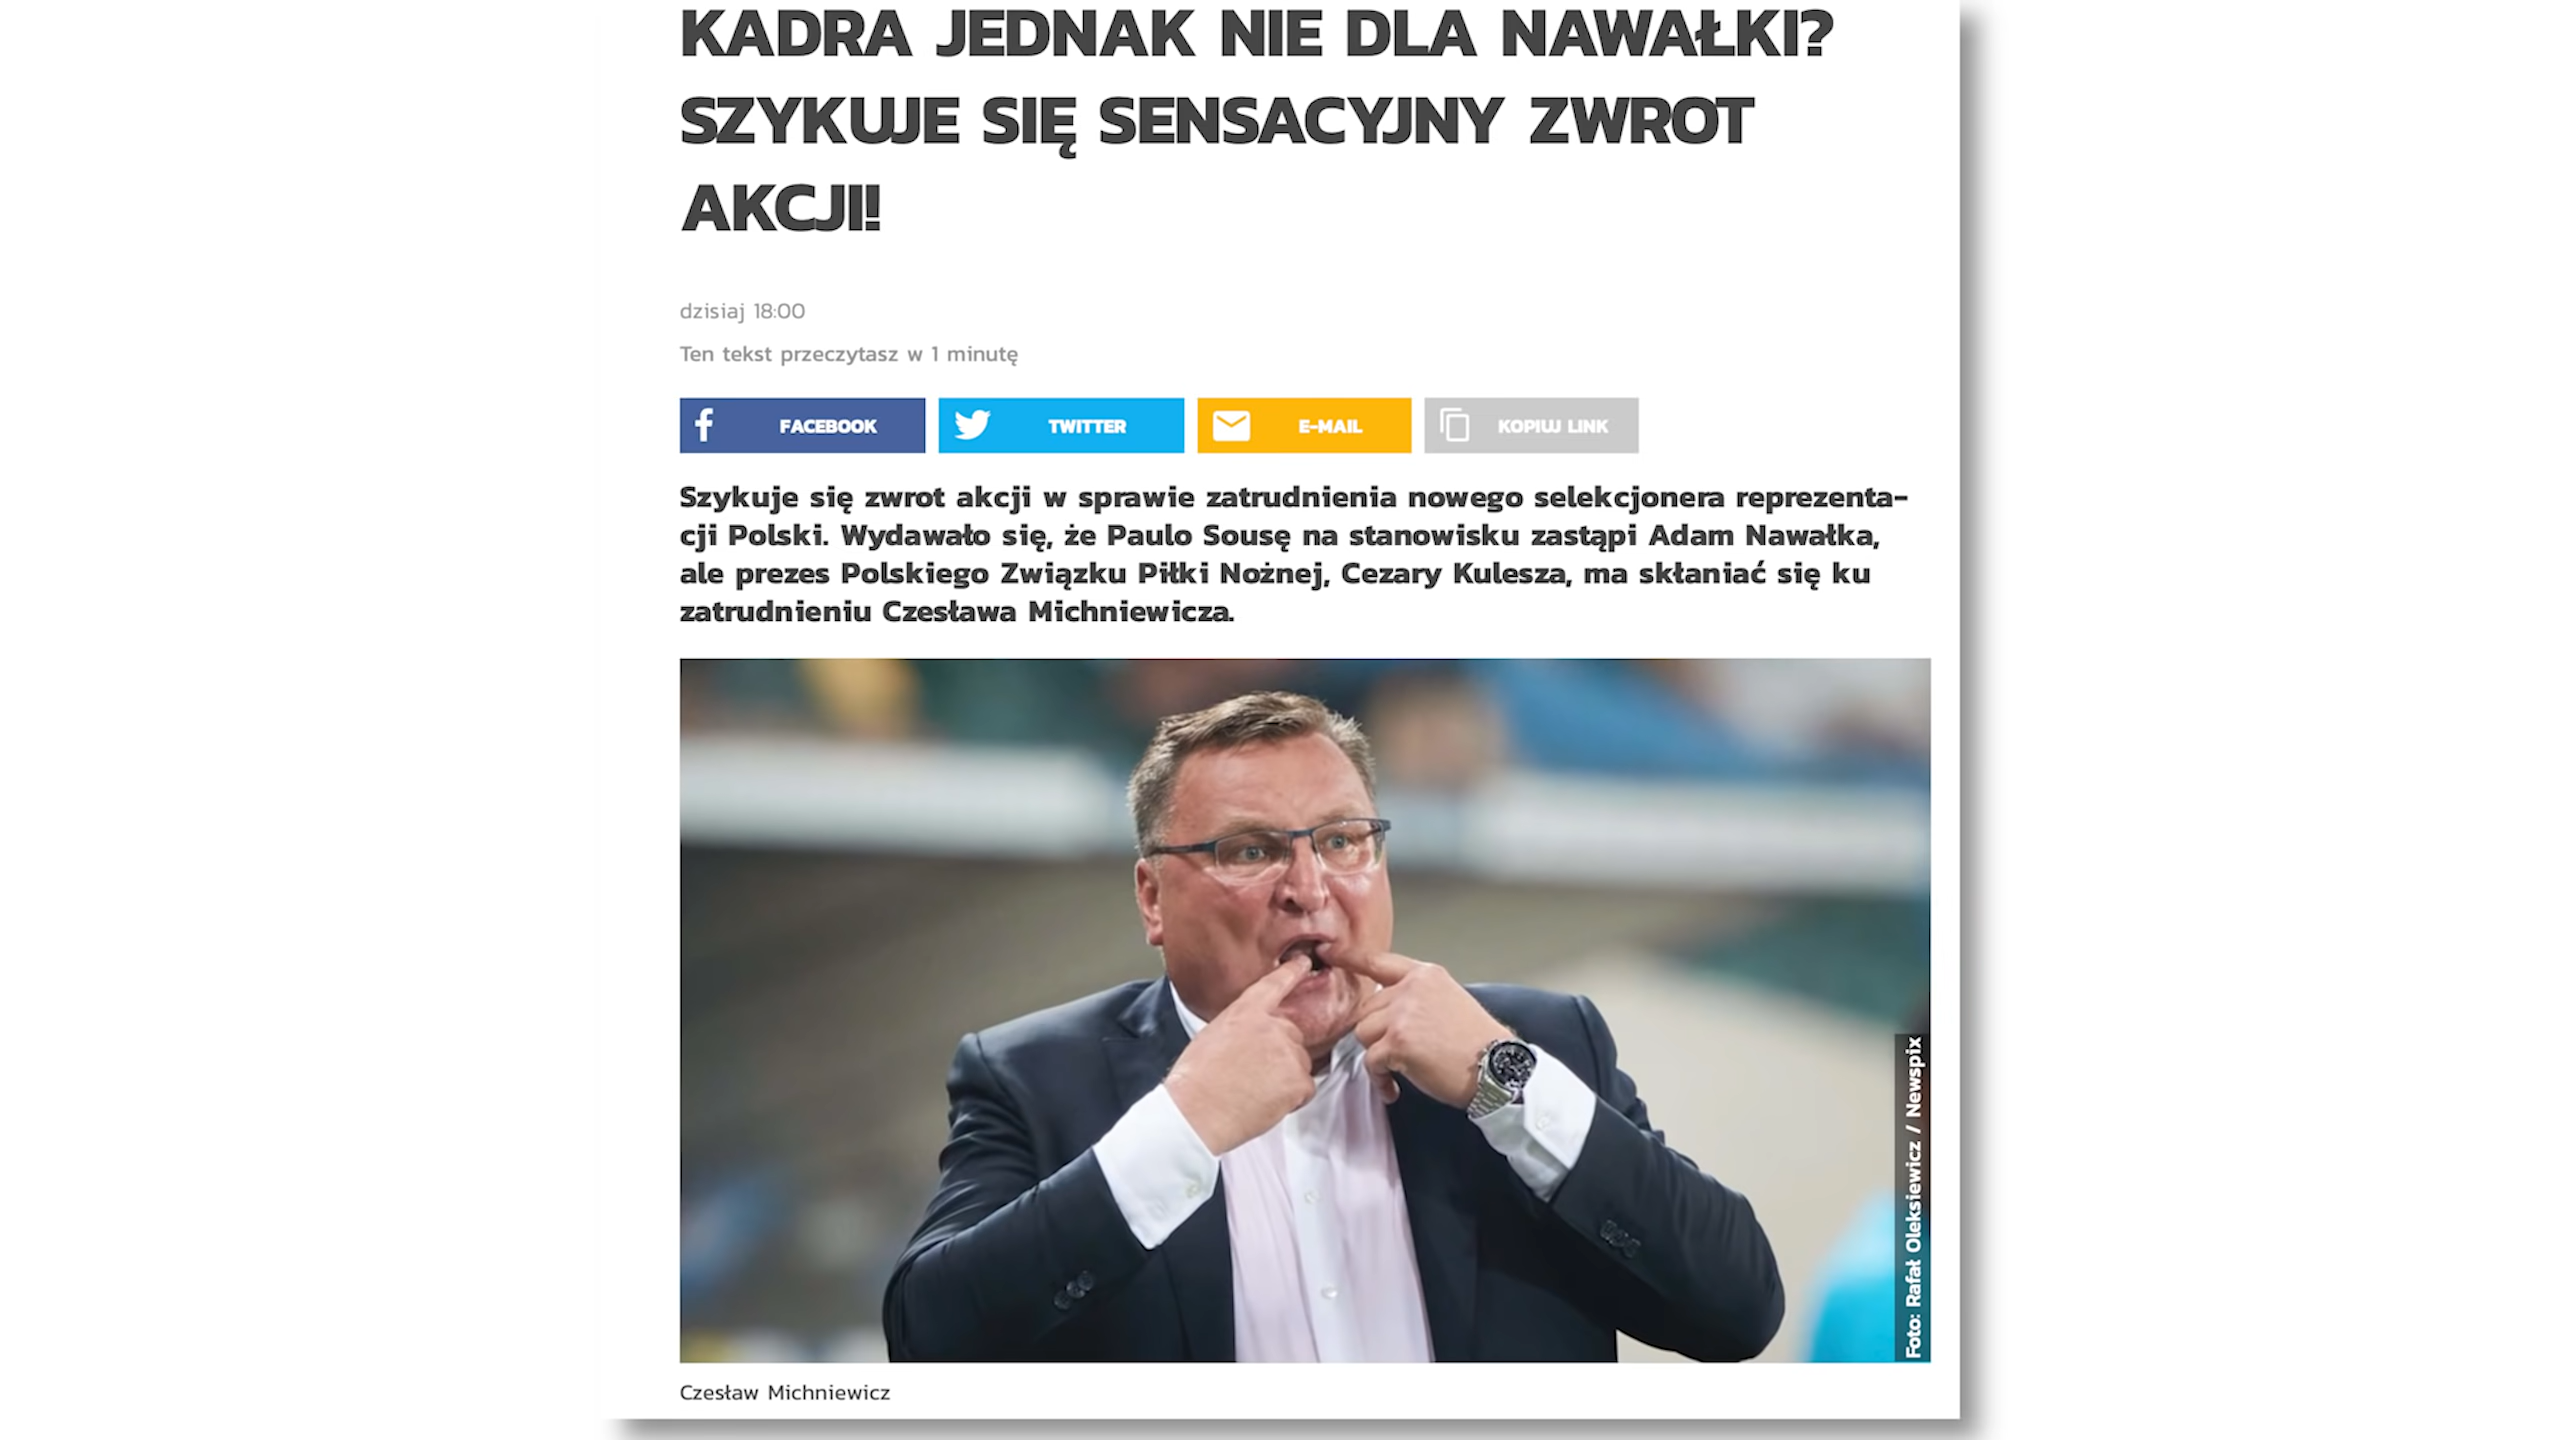 KADRA JEDNAK NIE DLA NAWAŁKI?
SZYKUJE SIĘ SENSACYJNY ZWROT
AKCJI!
dzisiaj 18:00
Ten tekst przeczytasz w 1 minutę
FACEBOOK
TWITTER
E-MAIL
KOPIUJ LINK
Szykuje się zwrot akcji w sprawie zatrudnienia nowego selekcjonera reprezenta-
cji Polski. Wydawało się, że Paulo Sousę na stanowisku zastąpi Adam Nawałka,
ale prezes Polskiego Związku Piłki Nożnej, Cezary Kulesza, ma skłaniać się ku
zatrudnieniu Czesława Michniewicza.
Foto: Rafał Oleksiewicz / Newspix
Czesław Michniewicz